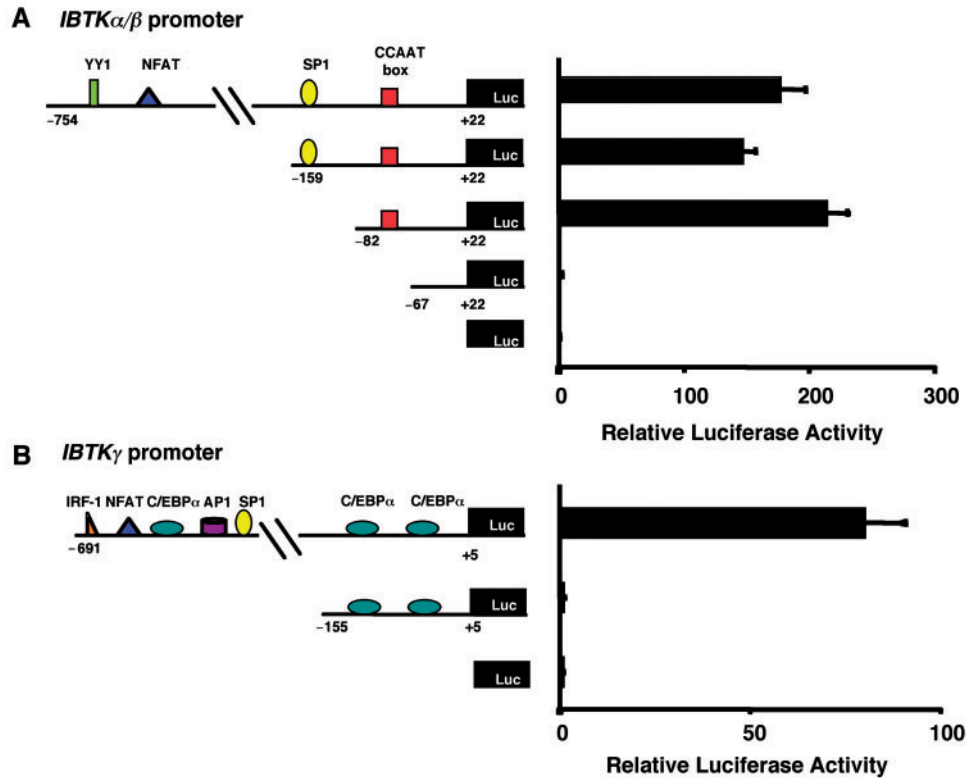 A IBTKα/β promoter
YY1 NFAT SP1 CCAAT box
Luc
−754 +22
Luc
−159 +22
Luc
−82 +22
Luc
−67 +22
Luc
0 100 200 300
Relative Luciferase Activity
B IBTKγ promoter
IRF-1 NFAT C/EBPα AP1 SP1 C/EBPα C/EBPα
Luc
−691 +5
Luc
−155 +5
Luc
0 50 100
Relative Luciferase Activity